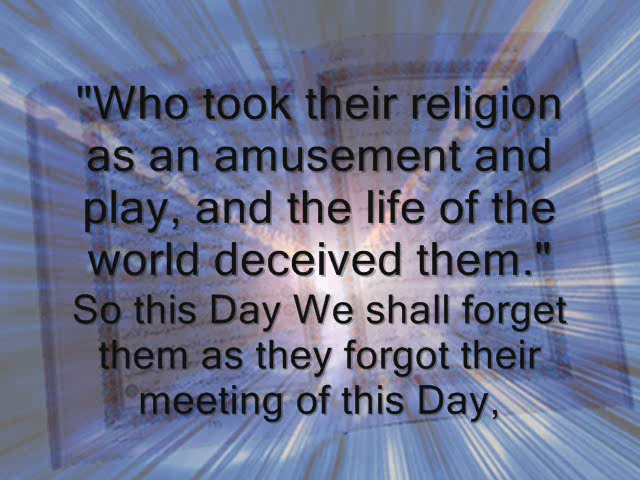 "Who took their religion
as an amusement and
play, and the life of the
world deceived them."
So this Day We shall forget
them as they forgot their
meeting of this Day,